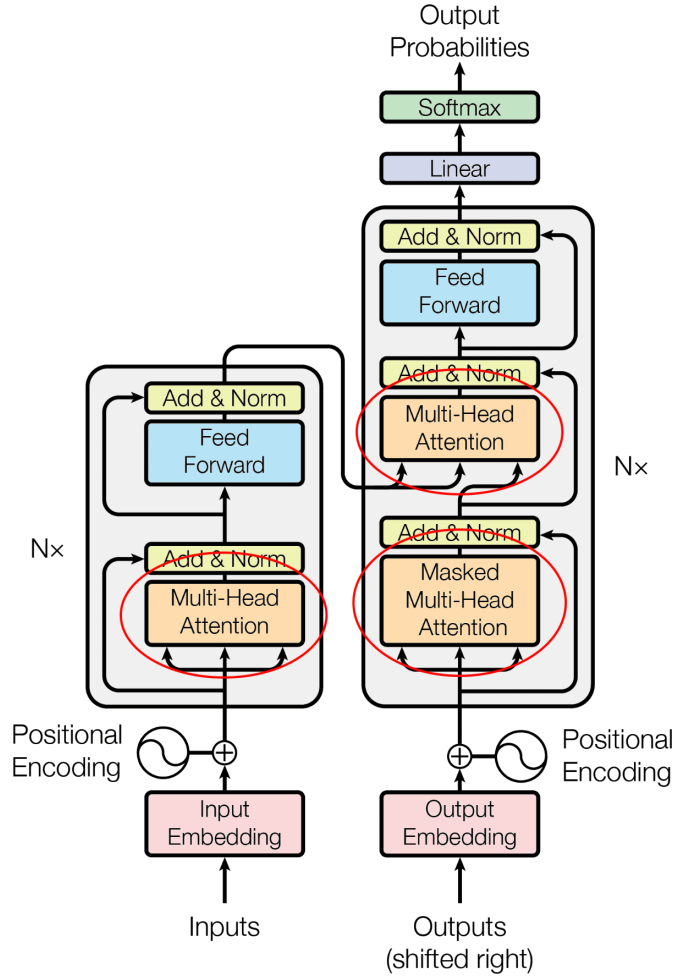 Output
Probabilities
Softmax
Linear
Add & Norm
Feed
Forward
Add & Norm
Multi-Head
Attention
Add & Norm
Masked
Multi-Head
Attention
Nx
Add & Norm
Feed
Forward
Add & Norm
Multi-Head
Attention
N×
Positional
Encoding
Positional
Encoding
Input
Embedding
Output
Embedding
Inputs
Outputs
(shifted right)